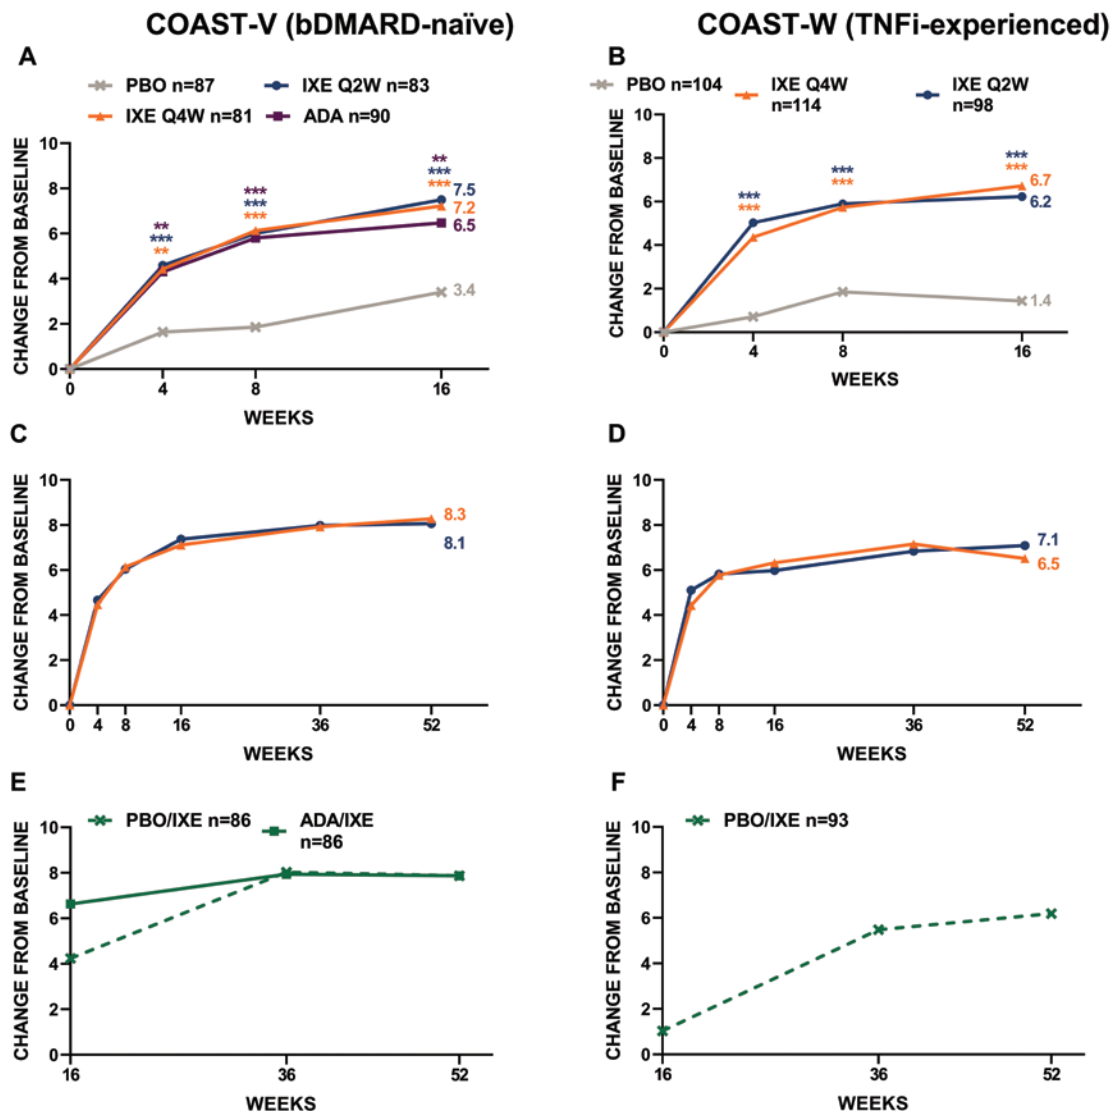 COAST-V (bDMARD-naïve)
COAST-W (TNFi-experienced)
A
PBO n=87
IXE Q2W n=83
IXE Q4W n=81
ADA n=90
CHANGE FROM BASELINE
10
8
6
4
2
0
**
***
**
***
***
***
**
***
***
7.5
7.2
6.5
3.4
0
4
8
16
WEEKS
B
PBO n=104
IXE Q4W
n=114
IXE Q2W
n=98
CHANGE FROM BASELINE
10
8
6
4
2
0
***
***
***
***
***
***
6.7
6.2
1.4
0
4
8
16
WEEKS
C
CHANGE FROM BASELINE
10
8
6
4
2
0
8.3
8.1
0
4
8
16
36
52
WEEKS
D
CHANGE FROM BASELINE
10
8
6
4
2
0
7.1
6.5
0
4
8
16
36
52
WEEKS
E
PBO/IXE n=86
ADA/IXE
n=86
CHANGE FROM BASELINE
10
8
6
4
2
0
16
36
52
WEEKS
F
PBO/IXE n=93
CHANGE FROM BASELINE
10
8
6
4
2
0
16
36
52
WEEKS